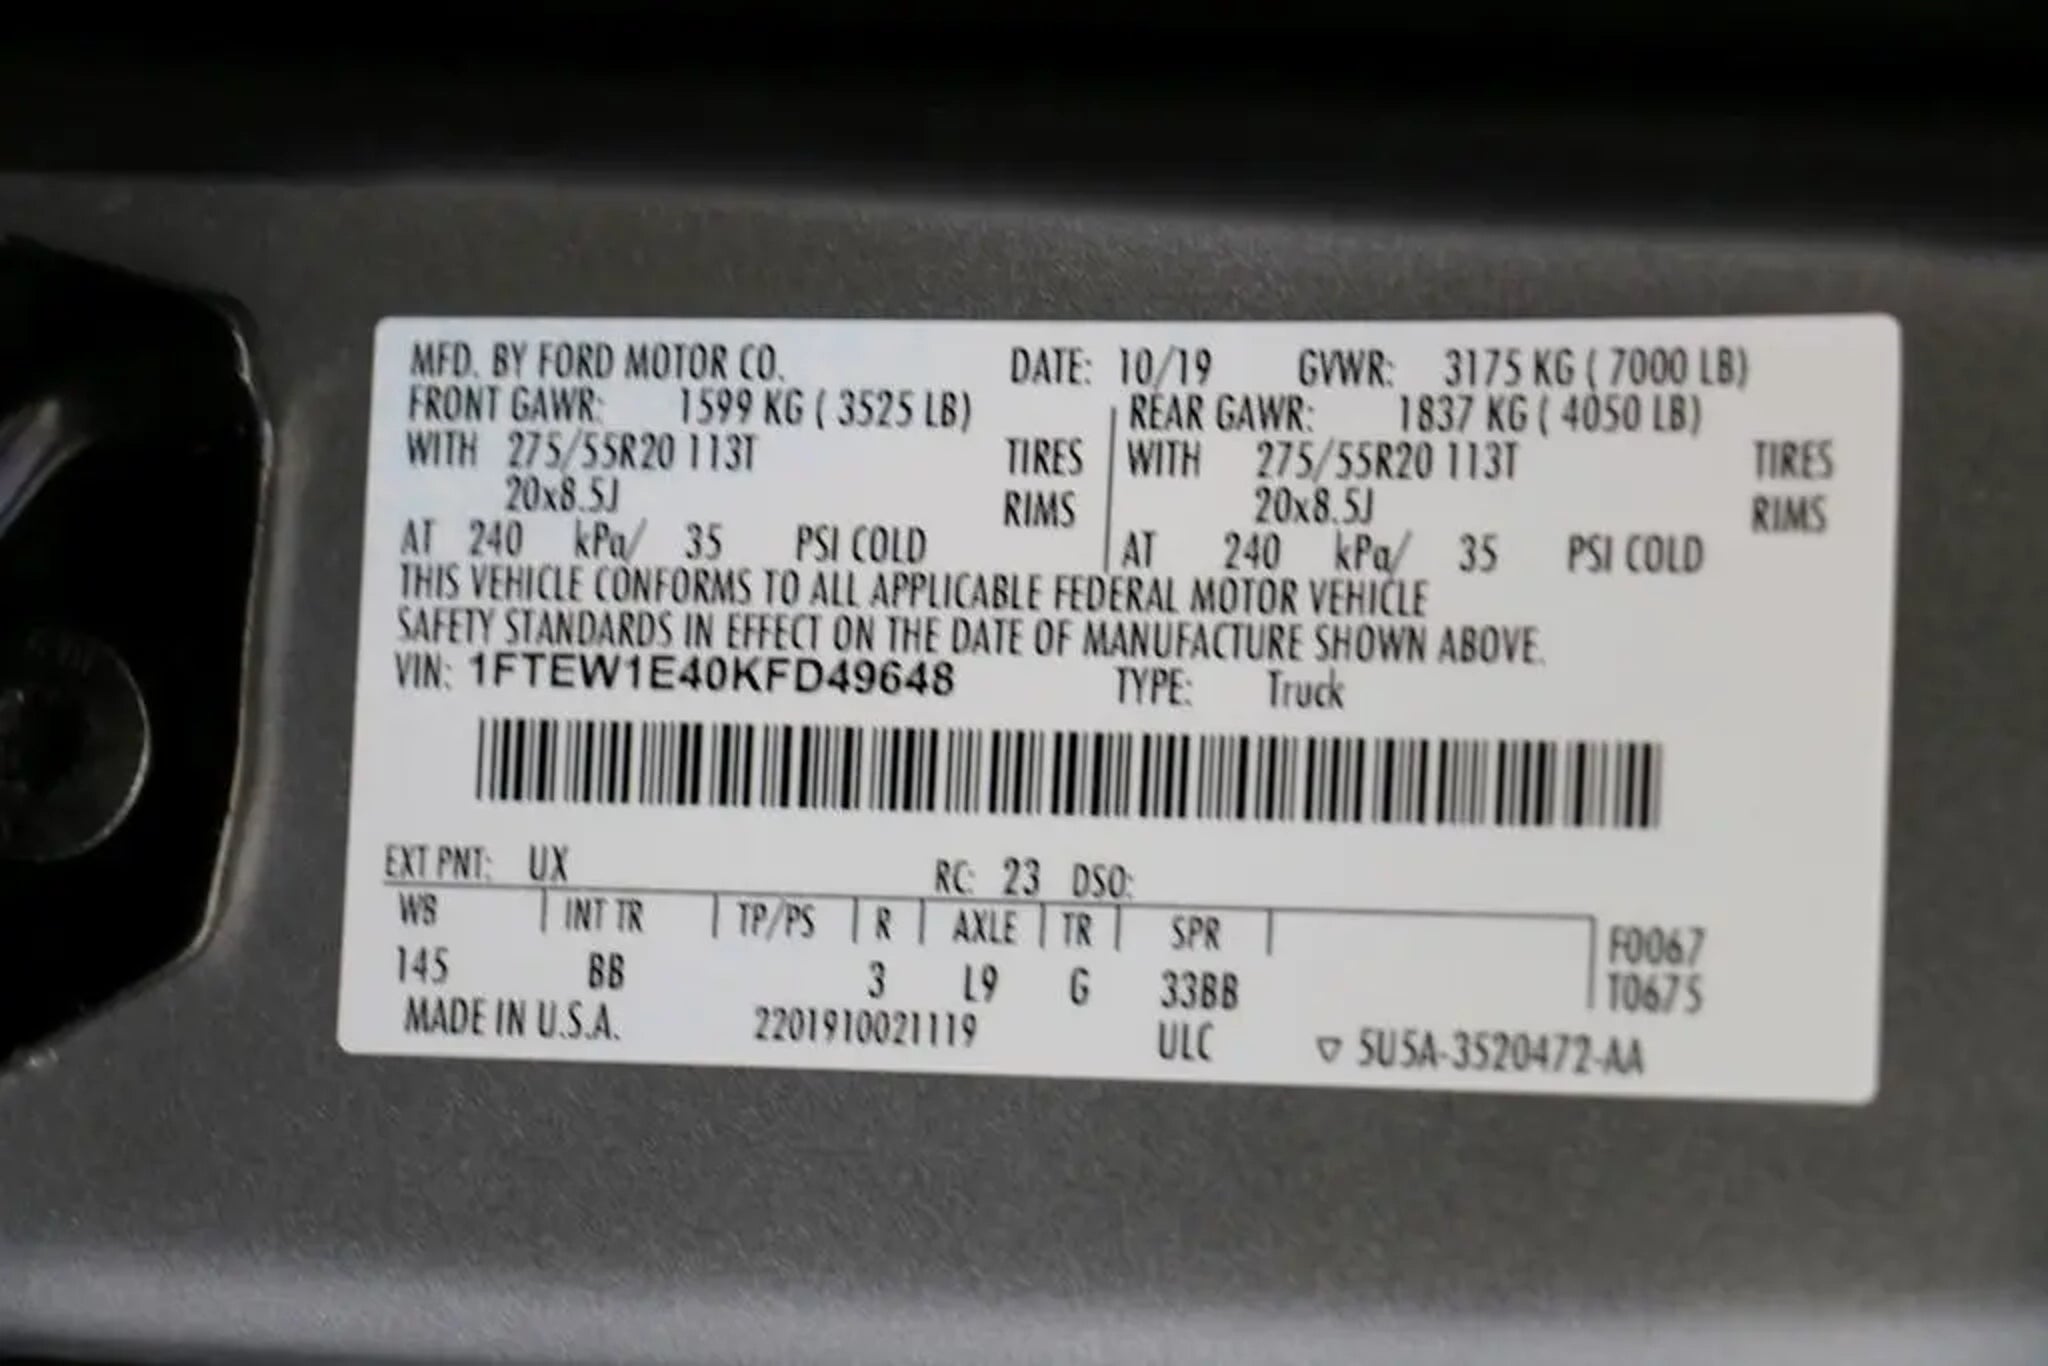 MFD. BY FORD MOTOR CO. DATE: 10/19 GVWR: 3175 KG ( 7000 LB)
FRONT GAWR: 1599 KG ( 3525 LB) REAR GAWR: 1837 KG ( 4050 LB)
WITH 275/55R20 113T TIRES WITH 275/55R20 113T TIRES
20x8.5J RIMS 20x8.5J RIMS
AT 240 kPa/ 35 PSI COLD AT 240 kPa/ 35 PSI COLD
THIS VEHICLE CONFORMS TO ALL APPLICABLE FEDERAL MOTOR VEHICLE
SAFETY STANDARDS IN EFFECT ON THE DATE OF MANUFACTURE SHOWN ABOVE.
VIN: 1FTEW1E40KFD49648 TYPE: Truck
EXT PNT: UX RC: 23 DSO:
WB INT TR TP/PS R AXLE TR SPR F0067
145 BB 3 L9 G 33BB T0675
MADE IN U.S.A. 2201910021119 ULC ▽ 5U5A-3520472-AA